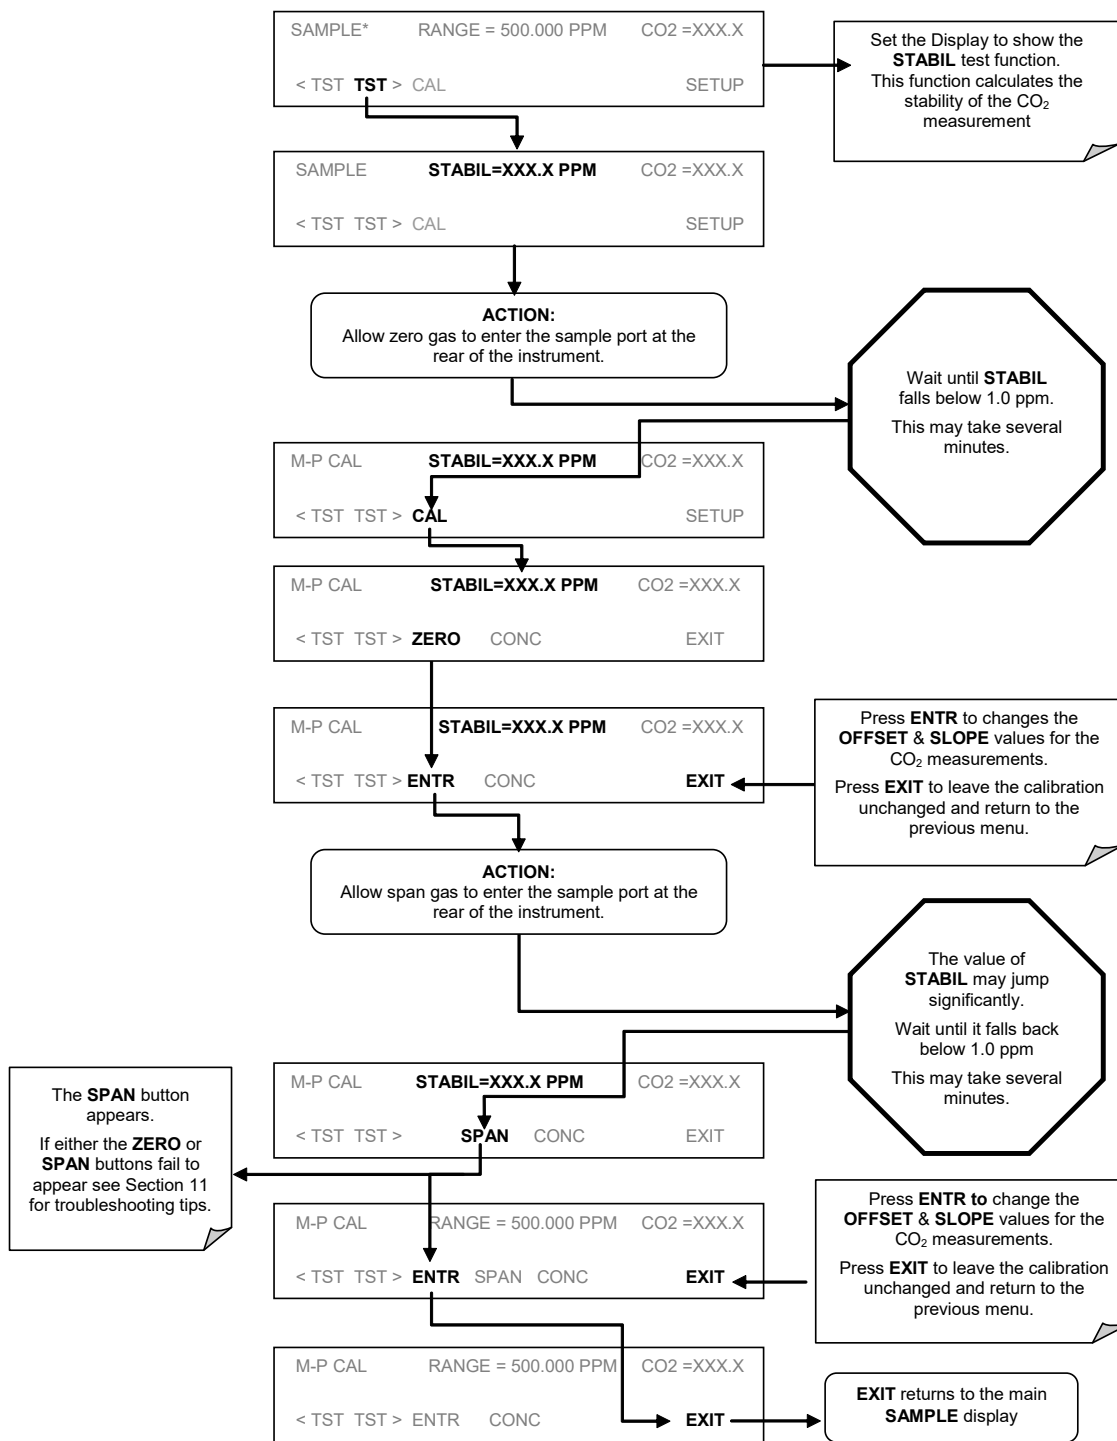 SAMPLE* RANGE = 500.000 PPM CO2 =XXX.X
< TST TST > CAL SETUP
Set the Display to show the
STABIL test function.
This function calculates the
stability of the CO2
measurement
SAMPLE STABIL=XXX.X PPM CO2 =XXX.X
< TST TST > CAL SETUP
ACTION:
Allow zero gas to enter the sample port at the
rear of the instrument.
Wait until STABIL
falls below 1.0 ppm.
This may take several
minutes.
M-P CAL STABIL=XXX.X PPM CO2 =XXX.X
< TST TST > CAL SETUP
M-P CAL STABIL=XXX.X PPM CO2 =XXX.X
< TST TST > ZERO CONC EXIT
M-P CAL STABIL=XXX.X PPM CO2 =XXX.X
< TST TST > ENTR CONC EXIT
Press ENTR to changes the
OFFSET & SLOPE values for the
CO2 measurements.
Press EXIT to leave the calibration
unchanged and return to the
previous menu.
ACTION:
Allow span gas to enter the sample port at the
rear of the instrument.
The value of
STABIL may jump
significantly.
Wait until it falls back
below 1.0 ppm
This may take several
minutes.
M-P CAL STABIL=XXX.X PPM CO2 =XXX.X
< TST TST > SPAN CONC EXIT
The SPAN button
appears.
If either the ZERO or
SPAN buttons fail to
appear see Section 11
for troubleshooting tips.
M-P CAL RANGE = 500.000 PPM CO2 =XXX.X
< TST TST > ENTR SPAN CONC EXIT
Press ENTR to change the
OFFSET & SLOPE values for the
CO2 measurements.
Press EXIT to leave the calibration
unchanged and return to the
previous menu.
M-P CAL RANGE = 500.000 PPM CO2 =XXX.X
< TST TST > ENTR CONC EXIT
EXIT returns to the main
SAMPLE display